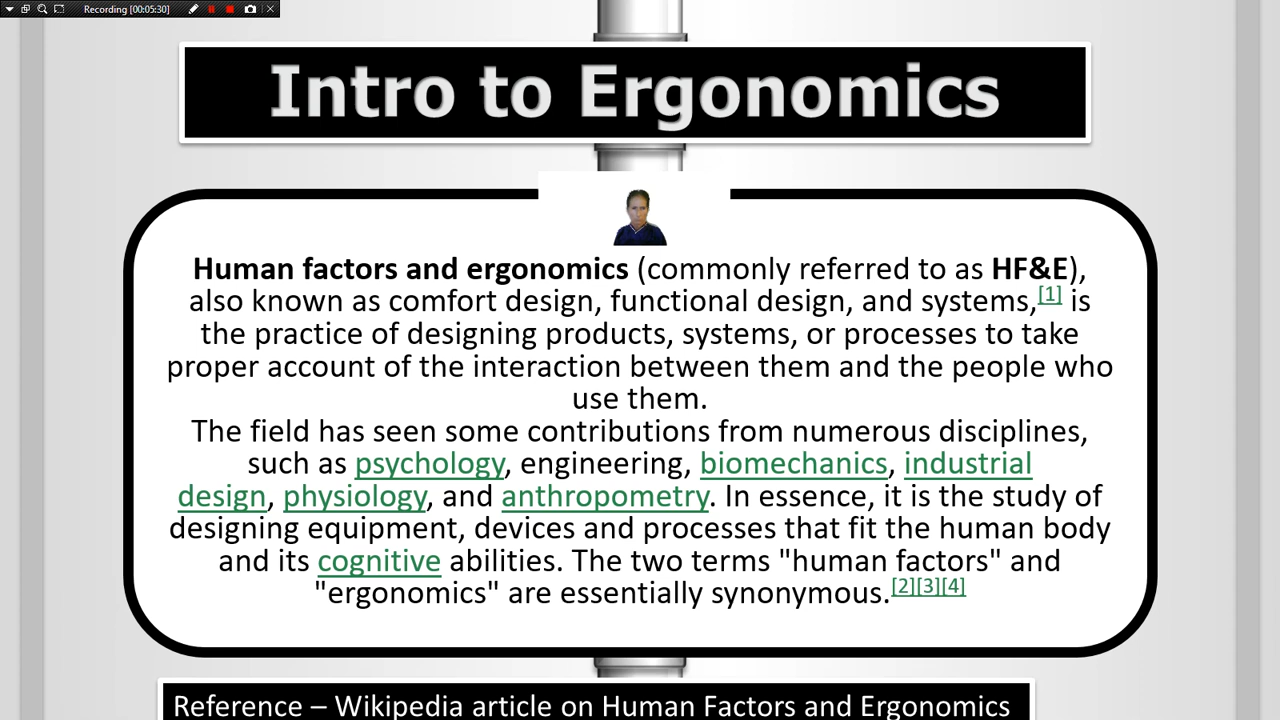 Recording [00:05:30]
Intro to Ergonomics
Human factors and ergonomics (commonly referred to as HF&E),
also known as comfort design, functional design, and systems,[1] is
the practice of designing products, systems, or processes to take
proper account of the interaction between them and the people who
use them.
The field has seen some contributions from numerous disciplines,
such as psychology, engineering, biomechanics, industrial
design, physiology, and anthropometry. In essence, it is the study of
designing equipment, devices and processes that fit the human body
and its cognitive abilities. The two terms "human factors" and
"ergonomics" are essentially synonymous.[2][3][4]
Reference – Wikipedia article on Human Factors and Ergonomics